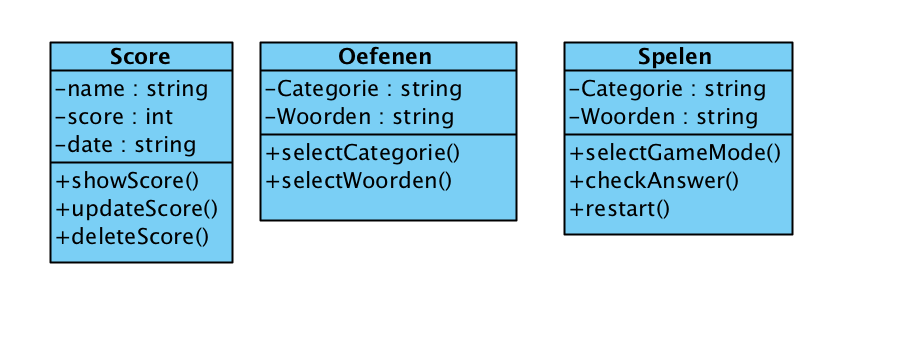 Score
-name : string
-score : int
-date : string
+showScore()
+updateScore()
+deleteScore()
Oefenen
-Categorie : string
-Woorden : string
+selectCategorie()
+selectWoorden()
Spelen
-Categorie : string
-Woorden : string
+selectGameMode()
+checkAnswer()
+restart()